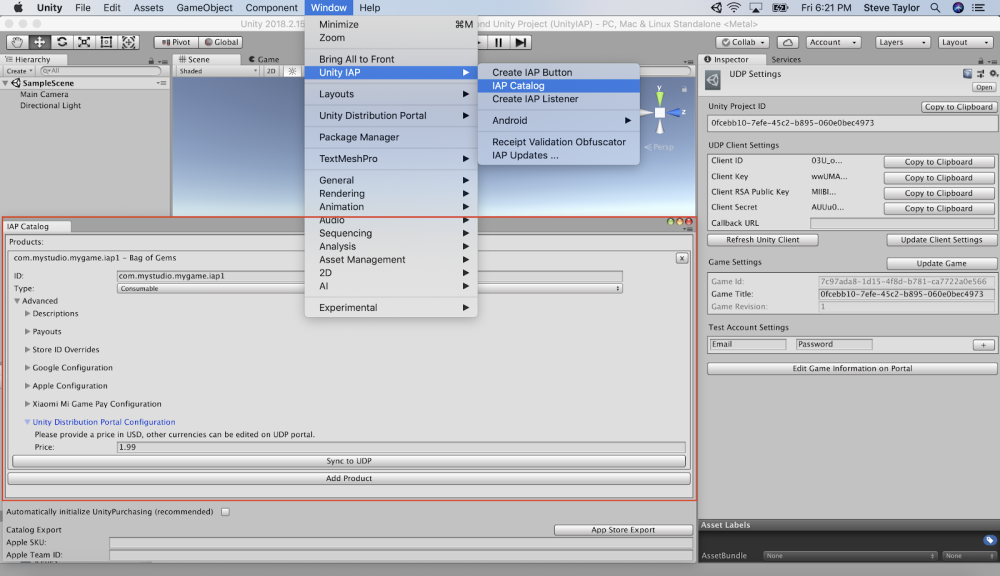 Unity File Edit Assets GameObject Component Window Help Fri 6:21 PM Steve Taylor
Unity 2018.2.15 and Unity Project (UnityIAP) - PC, Mac & Linux Standalone <Metal>
Pivot Global Collab Account Layers Layout
Hierarchy
Create All
SampleScene
Main Camera
Directional Light
Scene Game
Shaded 2D
Persp
y
z
Minimize ⌘M
Zoom
Bring All to Front
Unity IAP
Layouts
Unity Distribution Portal
Package Manager
TextMeshPro
General
Rendering
Animation
Audio
Sequencing
Analysis
Asset Management
2D
AI
Experimental
Create IAP Button
IAP Catalog
Create IAP Listener
Android
Receipt Validation Obfuscator
IAP Updates ...
IAP Catalog
Products:
com.mystudio.mygame.iap1 - Bag of Gems x
ID: com.mystudio.mygame.iap1
Type: Consumable
Advanced
Descriptions
Payouts
Store ID Overrides
Google Configuration
Apple Configuration
Xiaomi Mi Game Pay Configuration
Unity Distribution Portal Configuration
Please provide a price in USD, other currencies can be edited on UDP portal.
Price: 1.99
Sync to UDP
Add Product
Automatically initialize UnityPurchasing (recommended)
Catalog Export App Store Export
Apple SKU:
Apple Team ID:
Inspector Services
UDP Settings
Open
Unity Project ID Copy to Clipboard
0fcebb10-7efe-45c2-b895-060e0bec4973
UDP Client Settings
Client ID 03U_o... Copy to Clipboard
Client Key wwUMA... Copy to Clipboard
Client RSA Public Key MIIBI... Copy to Clipboard
Client Secret AUUu0... Copy to Clipboard
Callback URL
Refresh Unity Client Update Client Settings
Game Settings Update Game
Game Id: 7c97ada8-1d15-4f8d-b781-ca7722a0e566
Game Title: 0fcebb10-7efe-45c2-b895-060e0bec4973
Game Revision: 1
Test Account Settings
Email Password +
Edit Game Information on Portal
Asset Labels
AssetBundle None None